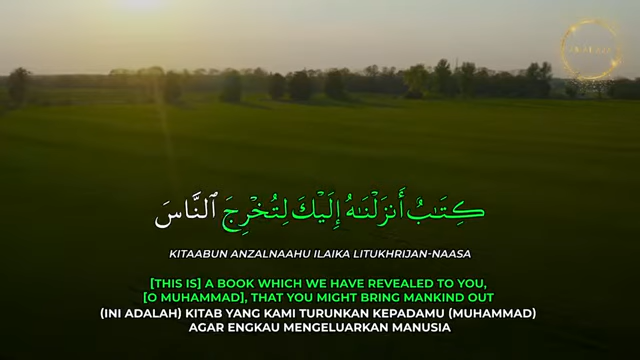 كِتَٰبٌ أَنزَلْنَٰهُ إِلَيْكَ لِتُخْرِجَ ٱلنَّاسَ
KITAABUN ANZALNAAHU ILAIKA LITUKHRIJAN-NAASA
[THIS IS] A BOOK WHICH WE HAVE REVEALED TO YOU,
[O MUHAMMAD], THAT YOU MIGHT BRING MANKIND OUT
(INI ADALAH) KITAB YANG KAMI TURUNKAN KEPADAMU (MUHAMMAD)
AGAR ENGKAU MENGELUARKAN MANUSIA